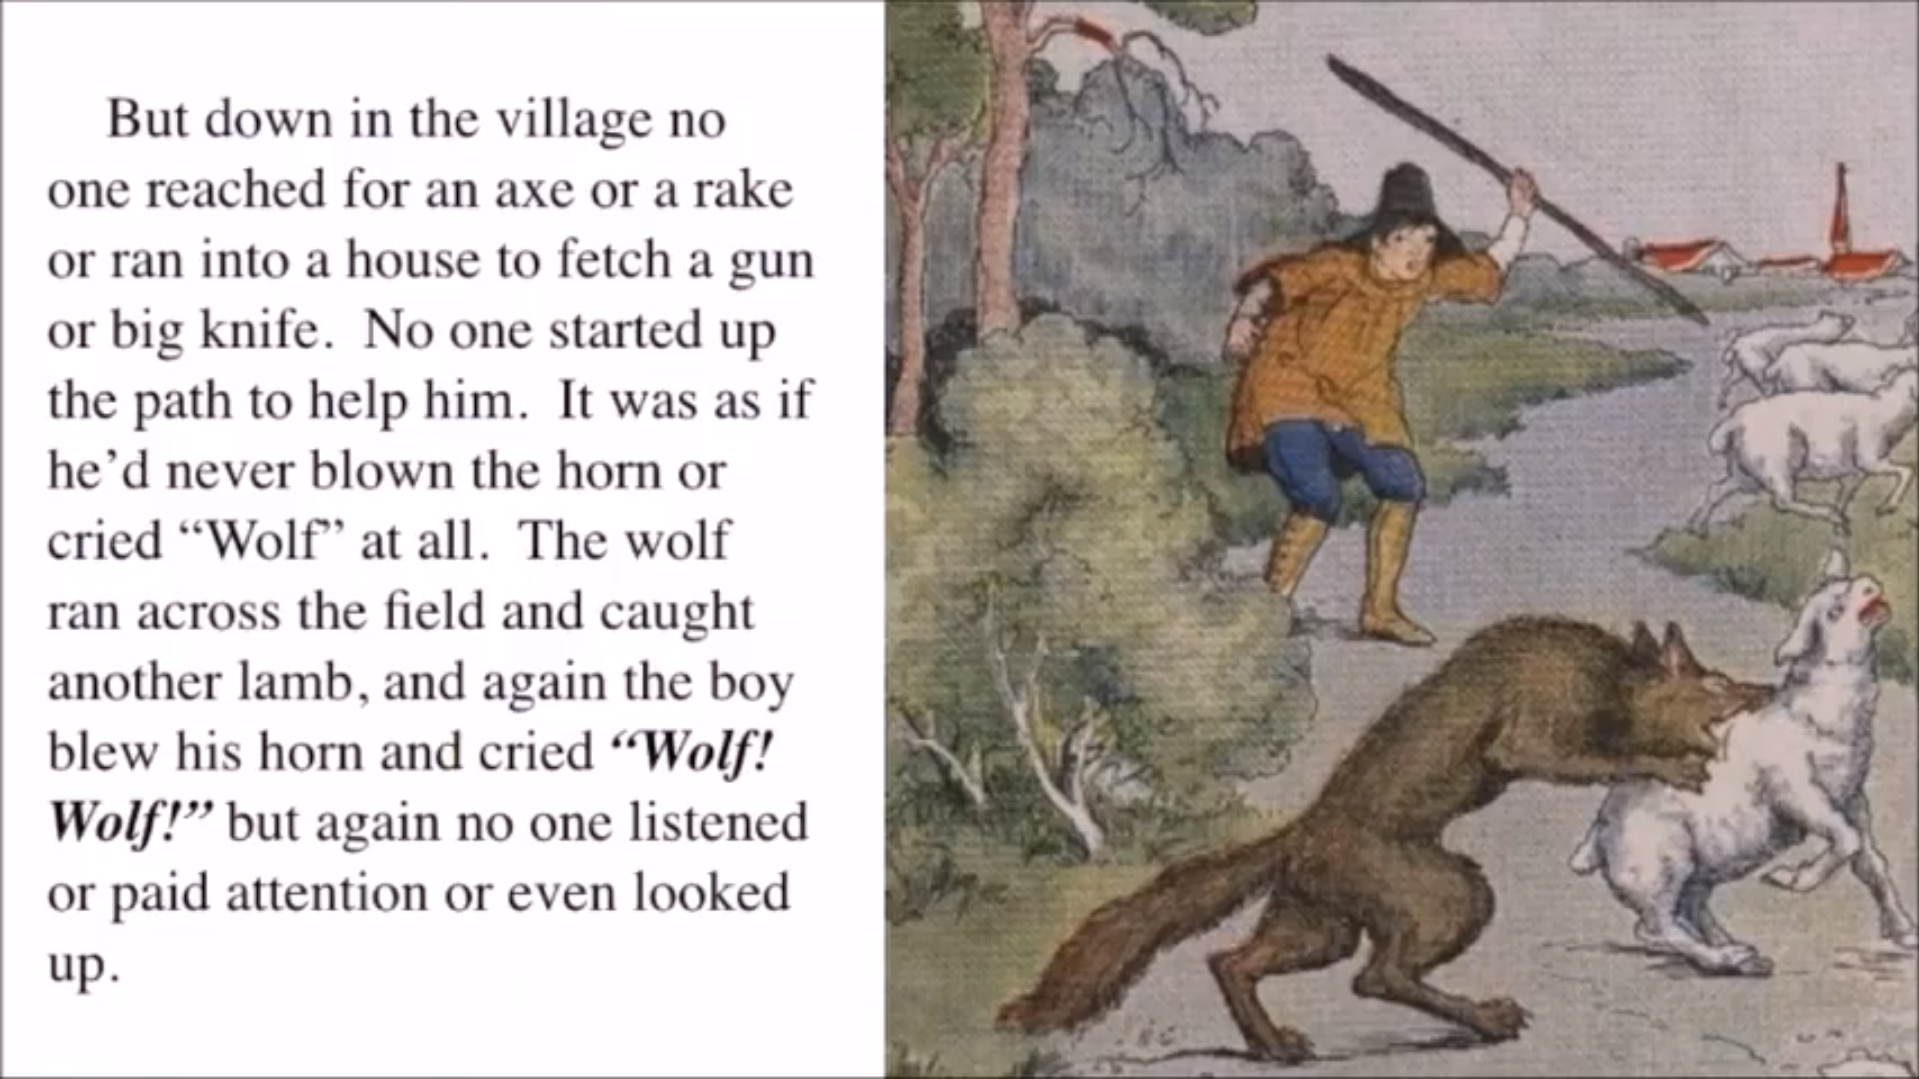 But down in the village no
one reached for an axe or a rake
or ran into a house to fetch a gun
or big knife.  No one started up
the path to help him.  It was as if
he’d never blown the horn or
cried “Wolf” at all.  The wolf
ran across the field and caught
another lamb, and again the boy
blew his horn and cried “Wolf!
Wolf!” but again no one listened
or paid attention or even looked
up.